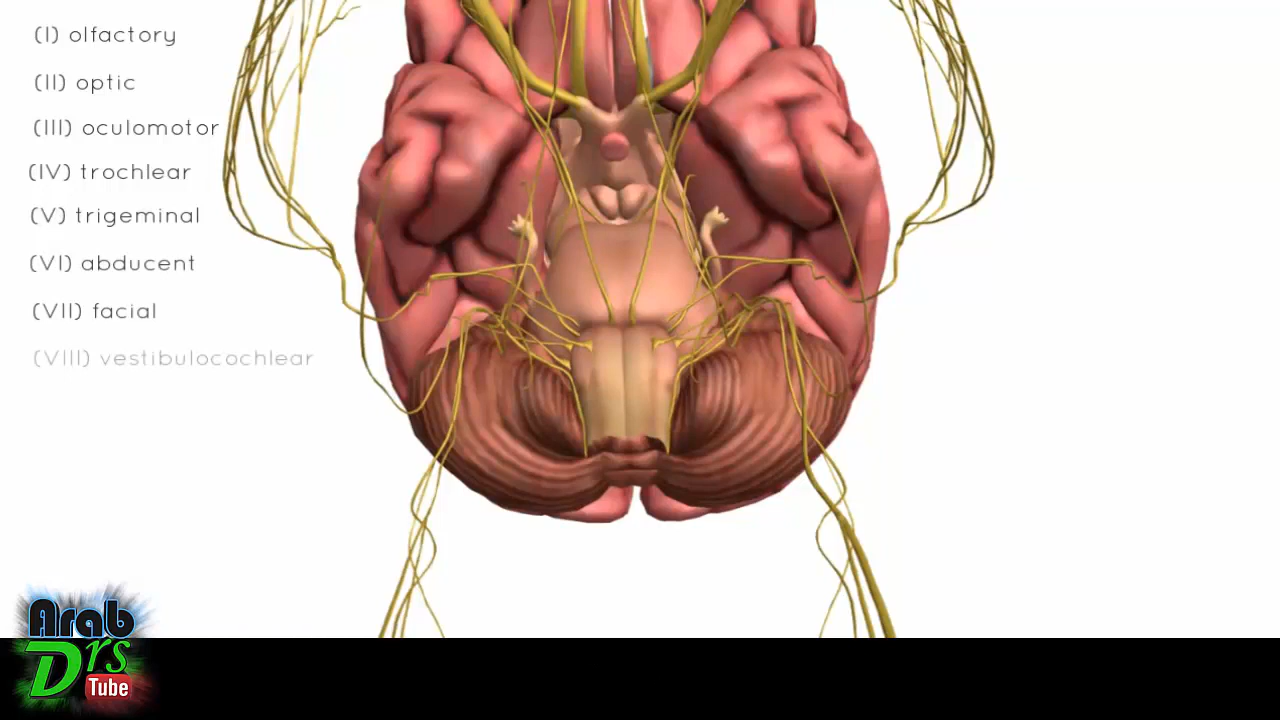 (I) olfactory
(II) optic
(III) oculomotor
(IV) trochlear
(V) trigeminal
(VI) abducent
(VII) facial
(VIII) vestibulocochlear
Arab
Drs
Tube